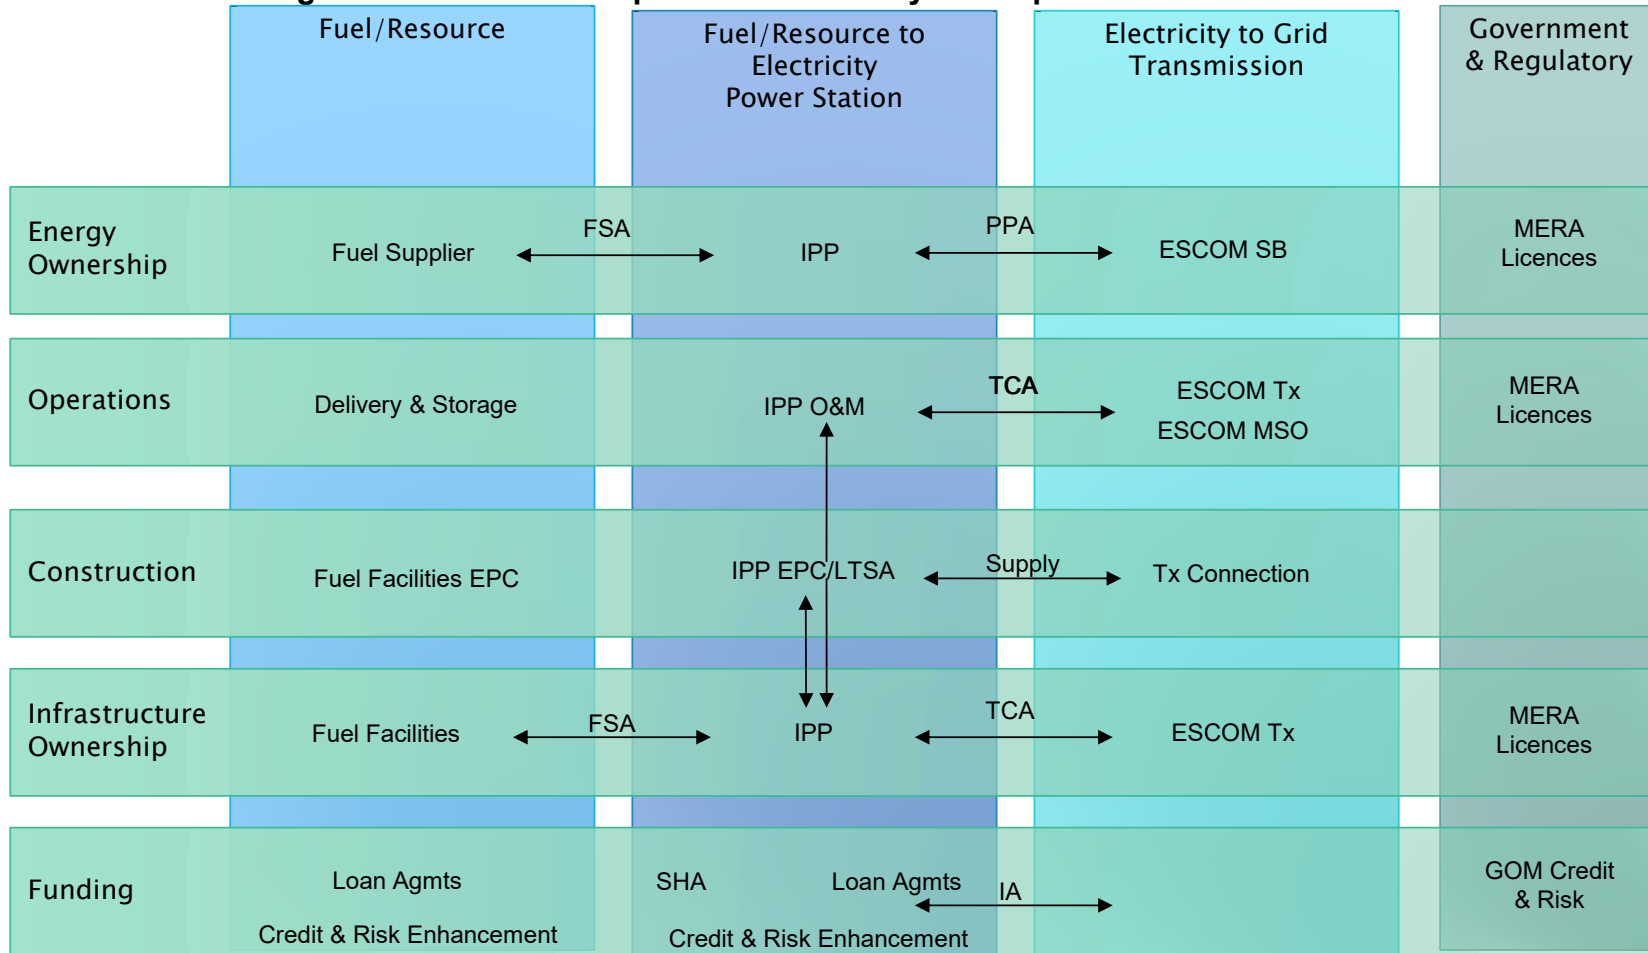 Fuel/Resource
Fuel/Resource to
Electricity
Power Station
Electricity to Grid
Transmission
Government
& Regulatory
Energy
Ownership
Fuel Supplier
FSA
IPP
PPA
ESCOM SB
MERA
Licences
Operations
Delivery & Storage
IPP O&M
TCA
ESCOM Tx
ESCOM MSO
MERA
Licences
Construction
Fuel Facilities EPC
IPP EPC/LTSA
Supply
Tx Connection
Infrastructure
Ownership
Fuel Facilities
FSA
IPP
TCA
ESCOM Tx
MERA
Licences
Funding
Loan Agmts
Credit & Risk Enhancement
SHA
Loan Agmts
Credit & Risk Enhancement
IA
GOM Credit
& Risk